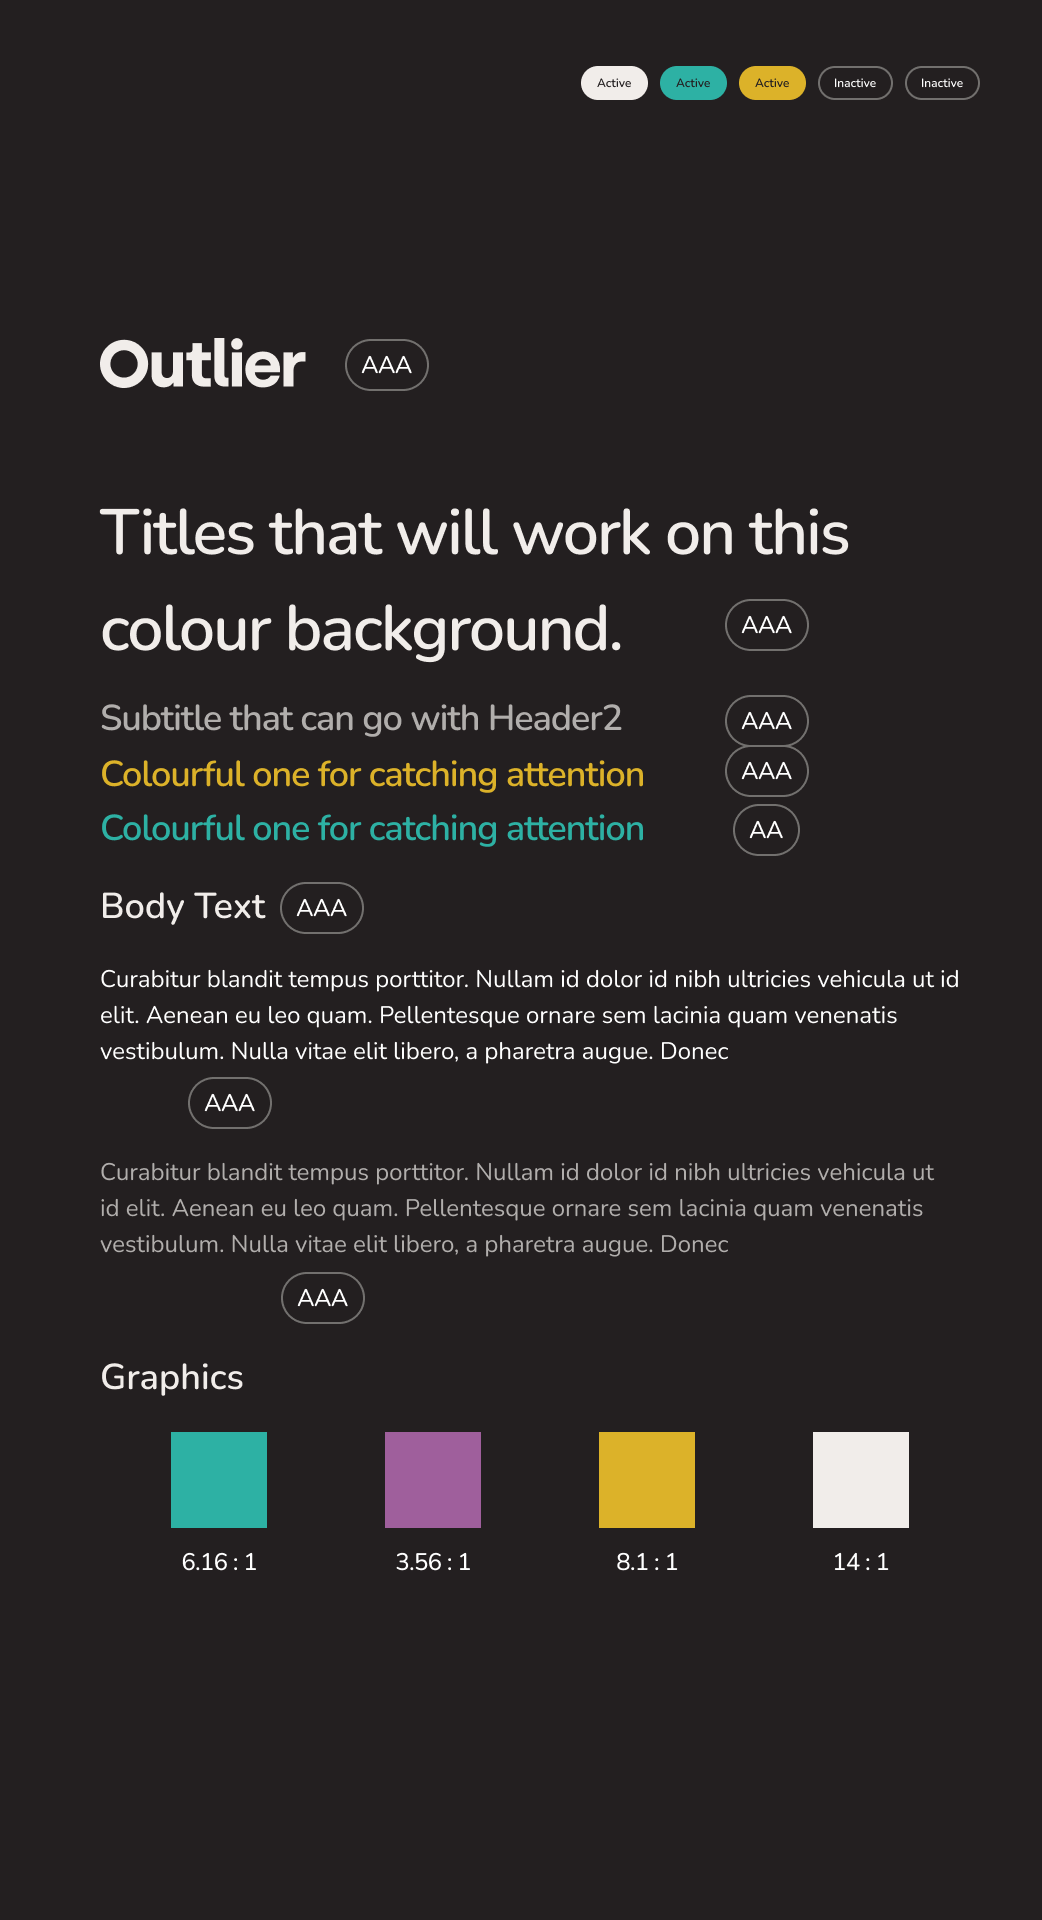 Active Active Active Inactive Inactive
Outlier AAA
Titles that will work on this
colour background. AAA
Subtitle that can go with Header2 AAA
Colourful one for catching attention AAA
Colourful one for catching attention AA
Body Text AAA
Curabitur blandit tempus porttitor. Nullam id dolor id nibh ultricies vehicula ut id
elit. Aenean eu leo quam. Pellentesque ornare sem lacinia quam venenatis
vestibulum. Nulla vitae elit libero, a pharetra augue. Donec
AAA
Curabitur blandit tempus porttitor. Nullam id dolor id nibh ultricies vehicula ut
id elit. Aenean eu leo quam. Pellentesque ornare sem lacinia quam venenatis
vestibulum. Nulla vitae elit libero, a pharetra augue. Donec
AAA
Graphics
6.16 : 1 3.56 : 1 8.1 : 1 14 : 1